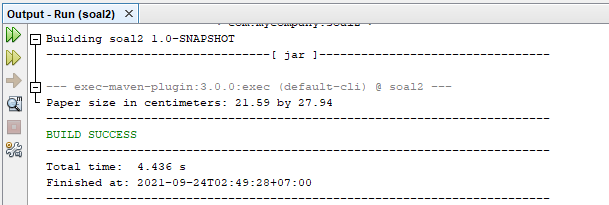 Output - Run (soal2) ×
Building soal2 1.0-SNAPSHOT
--------------------------------[ jar ]---------------------------------
--- exec-maven-plugin:3.0.0:exec (default-cli) @ soal2 ---
Paper size in centimeters: 21.59 by 27.94
------------------------------------------------------------------------
BUILD SUCCESS
------------------------------------------------------------------------
Total time:  4.436 s
Finished at: 2021-09-24T02:49:28+07:00
------------------------------------------------------------------------